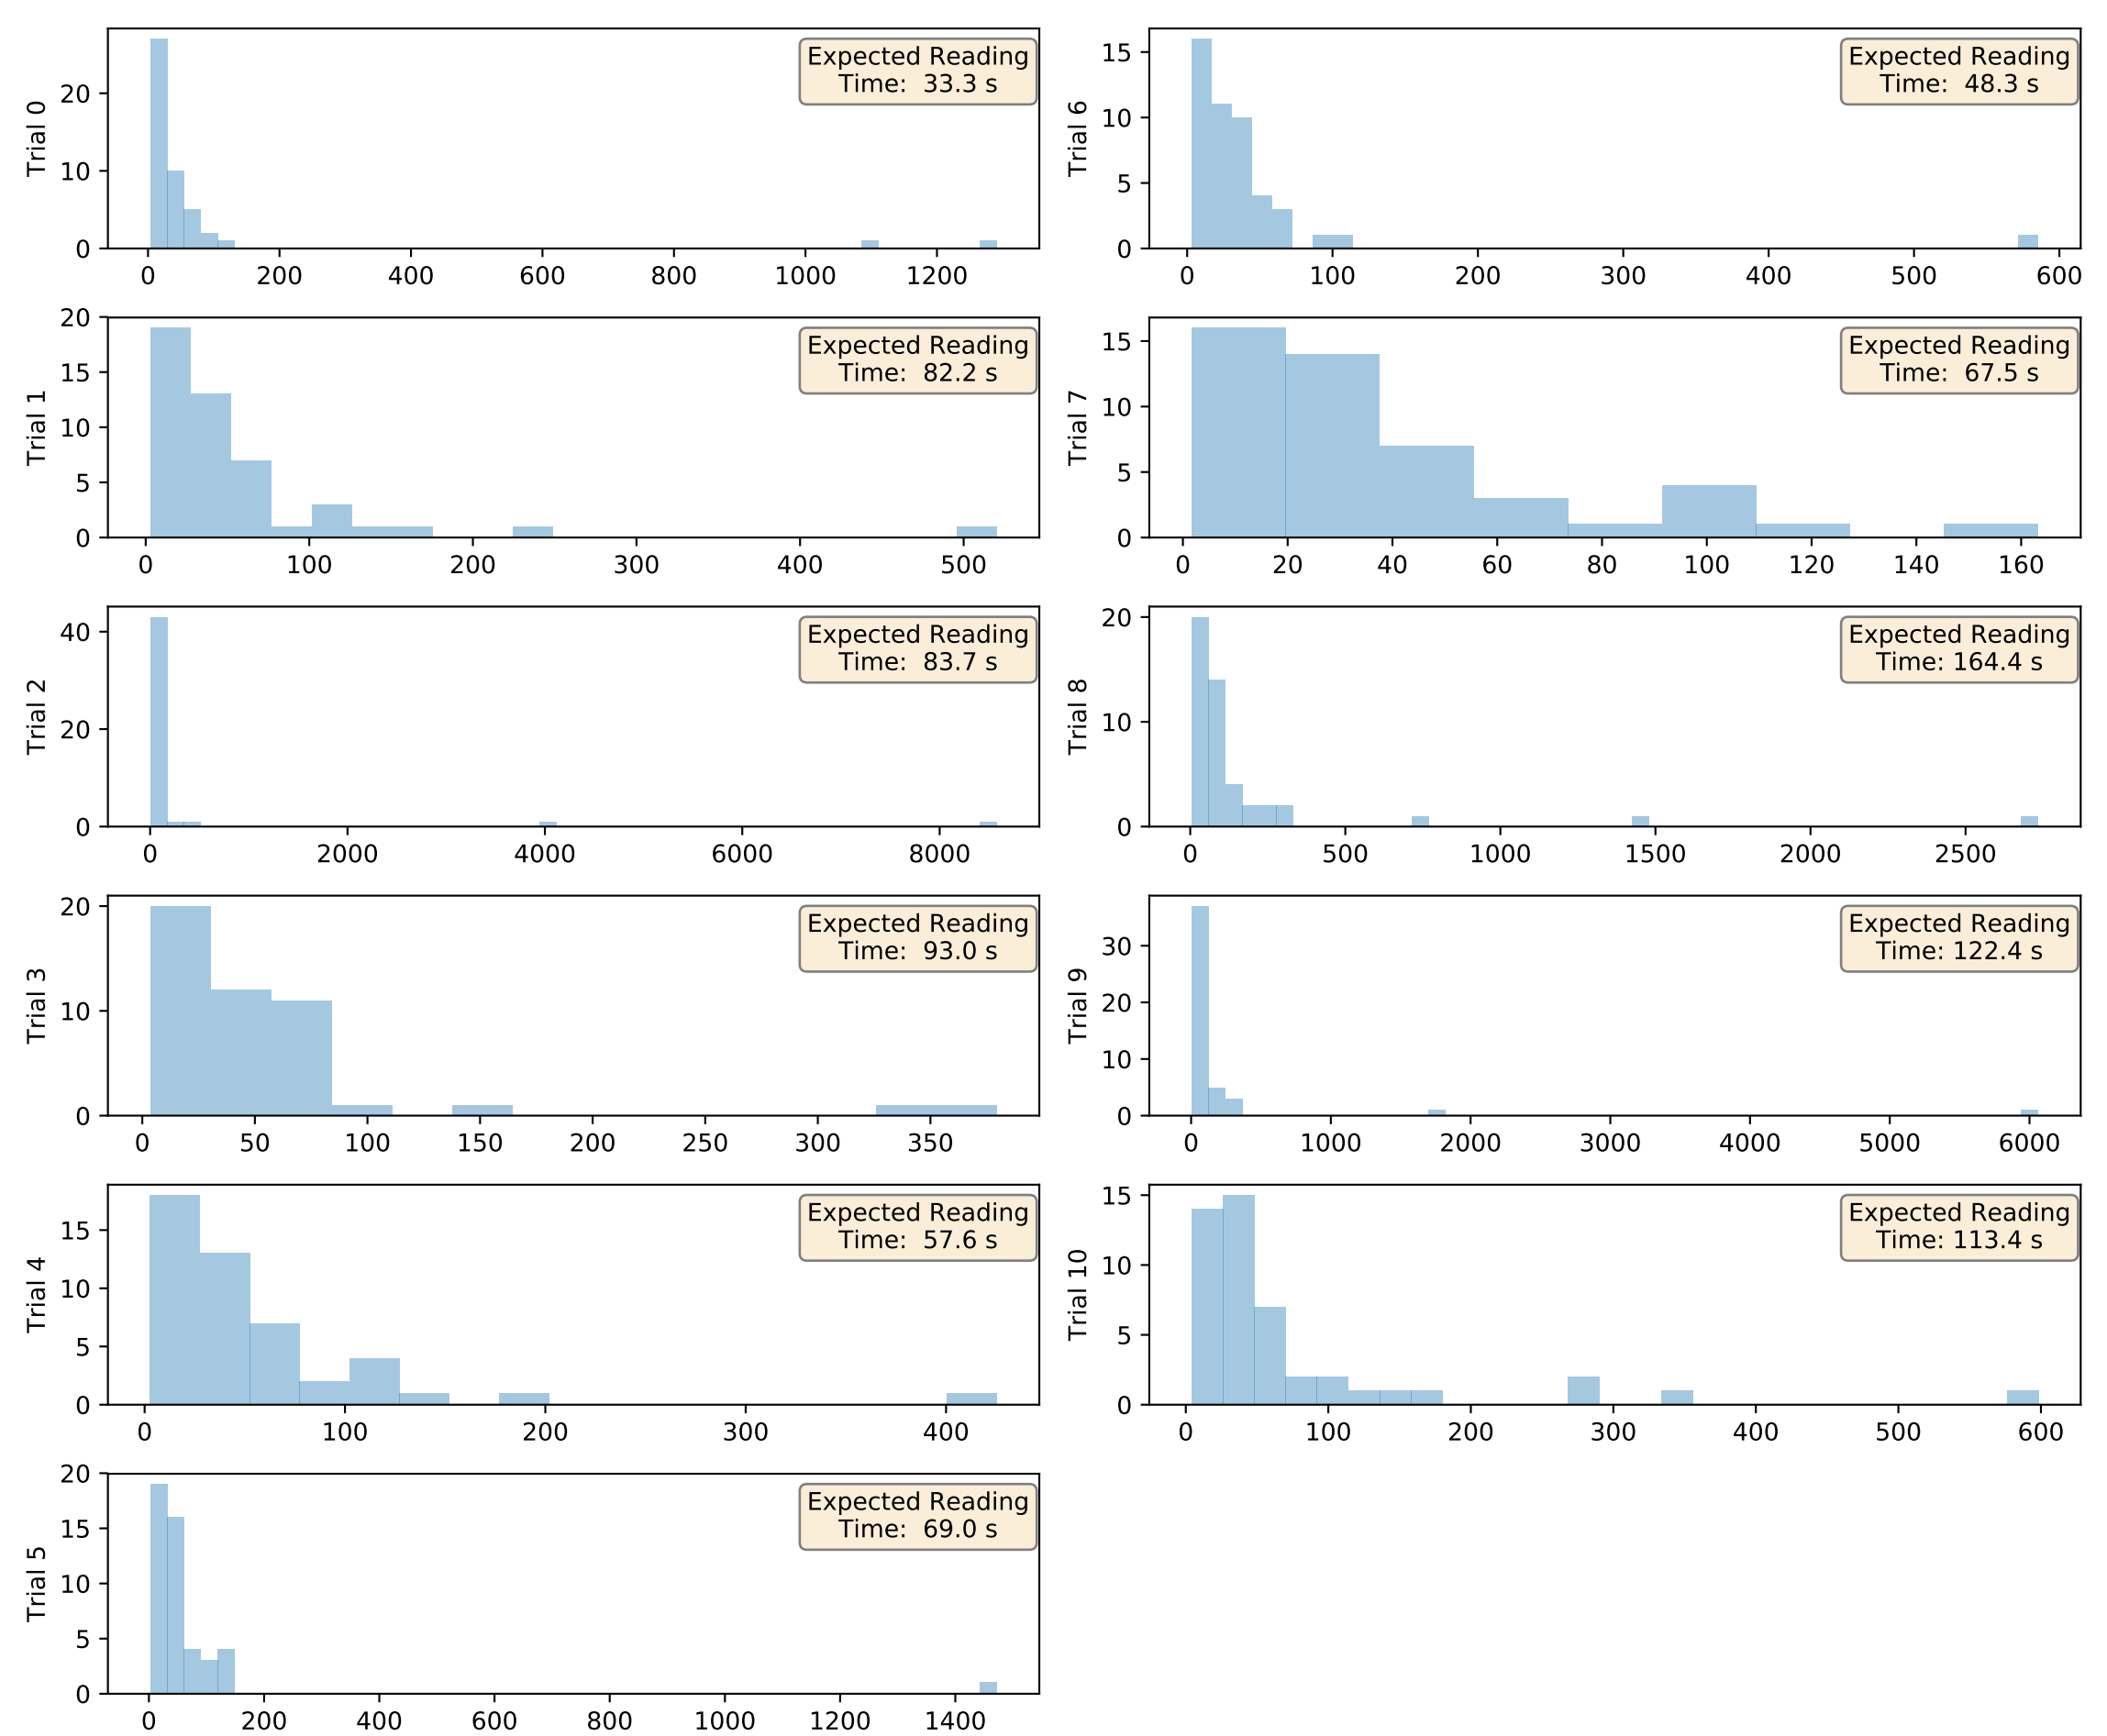 Trial 0
20
10
0
Expected Reading
Time: 33.3 s
0 200 400 600 800 1000 1200
Trial 1
20
15
10
5
0
Expected Reading
Time: 82.2 s
0 100 200 300 400 500
Trial 2
40
20
0
Expected Reading
Time: 83.7 s
0 2000 4000 6000 8000
Trial 3
20
10
0
Expected Reading
Time: 93.0 s
0 50 100 150 200 250 300 350
Trial 4
15
10
5
0
Expected Reading
Time: 57.6 s
0 100 200 300 400
Trial 5
20
15
10
5
0
Expected Reading
Time: 69.0 s
0 200 400 600 800 1000 1200 1400
Trial 6
15
10
5
0
Expected Reading
Time: 48.3 s
0 100 200 300 400 500 600
Trial 7
15
10
5
0
Expected Reading
Time: 67.5 s
0 20 40 60 80 100 120 140 160
Trial 8
20
10
0
Expected Reading
Time: 164.4 s
0 500 1000 1500 2000 2500
Trial 9
30
20
10
0
Expected Reading
Time: 122.4 s
0 1000 2000 3000 4000 5000 6000
Trial 10
15
10
5
0
Expected Reading
Time: 113.4 s
0 100 200 300 400 500 600